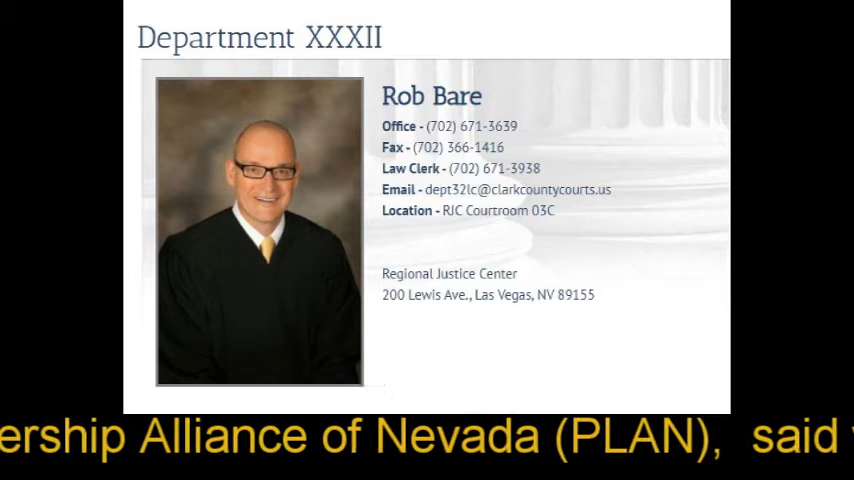 Department XXXII
Rob Bare
Office - (702) 671-3639
Fax - (702) 366-1416
Law Clerk - (702) 671-3938
Email - dept32lc@clarkcountycourts.us
Location - RJC Courtroom 03C
Regional Justice Center
200 Lewis Ave., Las Vegas, NV 89155
ership Alliance of Nevada (PLAN), said